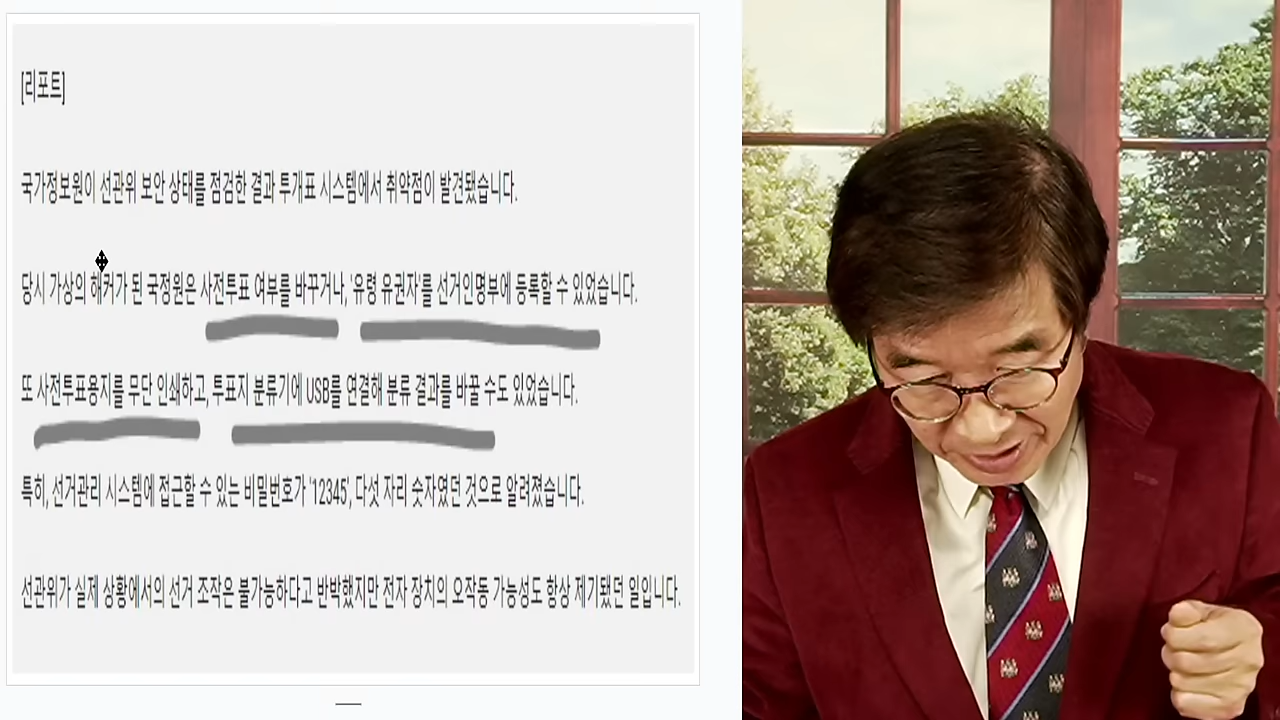 [리포트]
국가정보원이 선관위 보안 상태를 점검한 결과 투개표 시스템에서 취약점이 발견됐습니다.
당시 가상의 해커가 된 국정원은 사전투표 여부를 바꾸거나, '유령 유권자'를 선거인명부에 등록할 수 있었습니다.
또 사전투표용지를 무단 인쇄하고, 투표지 분류기에 USB를 연결해 분류 결과를 바꿀 수도 있었습니다.
특히, 선거관리 시스템에 접근할 수 있는 비밀번호가 '12345', 다섯 자리 숫자였던 것으로 알려졌습니다.
선관위가 실제 상황에서의 선거 조작은 불가능하다고 반박했지만 전자 장치의 오작동 가능성도 항상 제기됐던 일입니다.